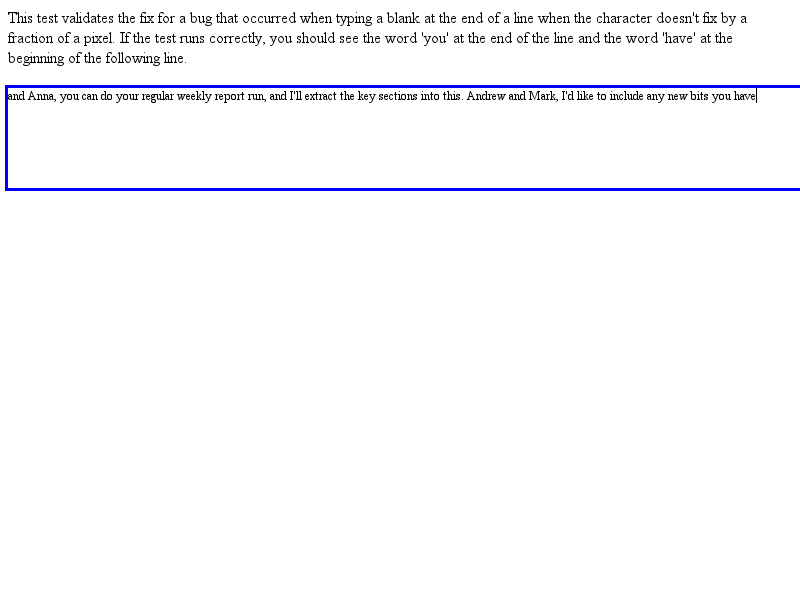 This test validates the fix for a bug that occurred when typing a blank at the end of a line when the character doesn't fix by a
fraction of a pixel. If the test runs correctly, you should see the word 'you' at the end of the line and the word 'have' at the
beginning of the following line.
and Anna, you can do your regular weekly report run, and I'll extract the key sections into this. Andrew and Mark, I'd like to include any new bits you have